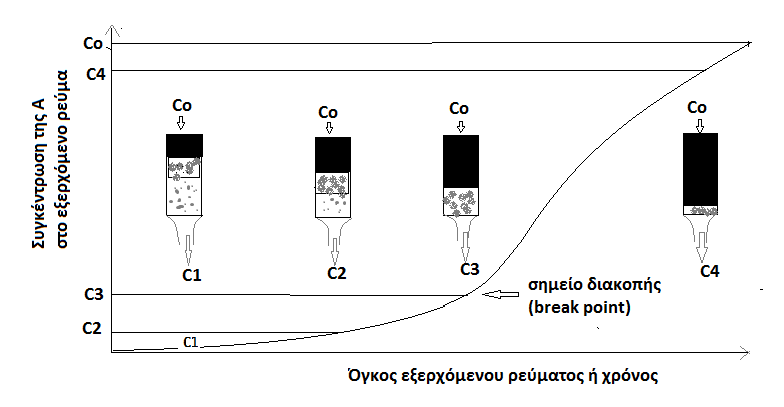 Co
C4
Συγκέντρωση της Α
στο εξερχόμενο ρεύμα
Co
Co
Co
Co
C1
C2
C3
C4
σημείο διακοπής
(break point)
C3
C2
C1
Όγκος εξερχόμενου ρεύματος ή χρόνος